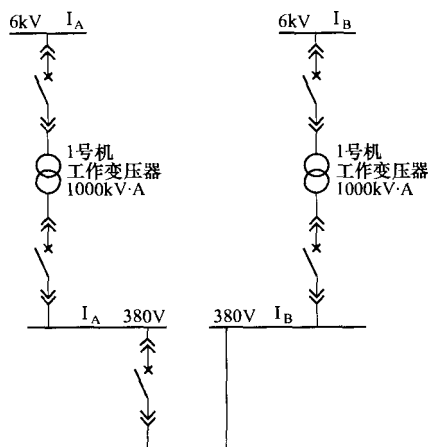 6kV I_A
6kV I_B
1号机
工作变压器
1000kV·A
1号机
工作变压器
1000kV·A
I_A 380V
380V I_B